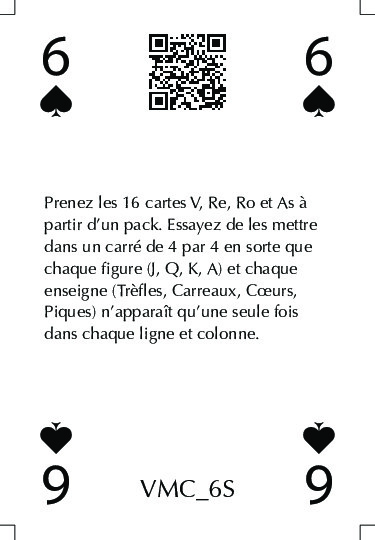 6 6
Prenez les 16 cartes V, Re, Ro et As à
partir d’un pack. Essayez de les mettre
dans un carré de 4 par 4 en sorte que
chaque figure (J, Q, K, A) et chaque
enseigne (Trèfles, Carreaux, Cœurs,
Piques) n’apparaît qu’une seule fois
dans chaque ligne et colonne.
6 VMC_6S 6